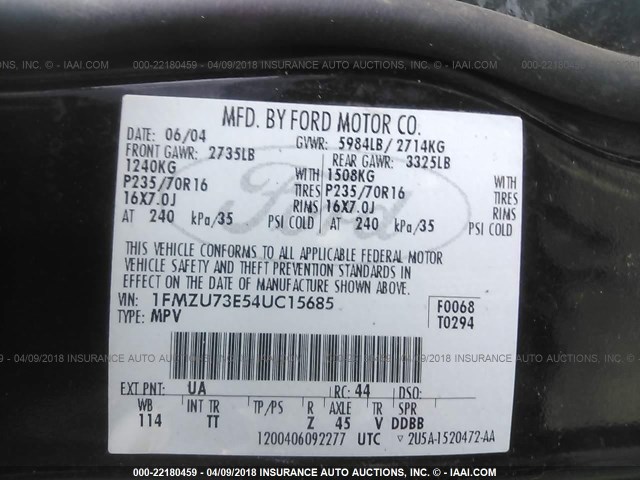 000-22180459 - 04/09/2018 INSURANCE AUTO AUCTIONS, INC. - IAAI.COM
MFD. BY FORD MOTOR CO.
DATE: 06/04 GVWR: 5984LB/ 2714KG
FRONT GAWR: 2735LB REAR GAWR: 3325LB
1240KG WITH 1508KG WITH
P235/70R16 TIRES P235/70R16 TIRES
16X7.0J RIMS 16X7.0J RIMS
AT 240 kPa/35 PSI COLD AT 240 kPa/35 PSI COLD
Ford
THIS VEHICLE CONFORMS TO ALL APPLICABLE FEDERAL MOTOR
VEHICLE SAFETY AND THEFT PREVENTION STANDARDS IN
EFFECT ON THE DATE OF MANUFACTURE SHOWN ABOVE.
VIN: 1FMZU73E54UC15685 F0068
TYPE: MPV T0294
EXT PNT: UA RC: 44 DSO:
WB INT TR TP/PS R AXLE TR SPR
114 TT Z 45 V DDBB
1200406092277 UTC ▽ 2U5A-1520472-AA
000-22180459 - 04/09/2018 INSURANCE AUTO AUCTIONS, INC. - IAAI.COM